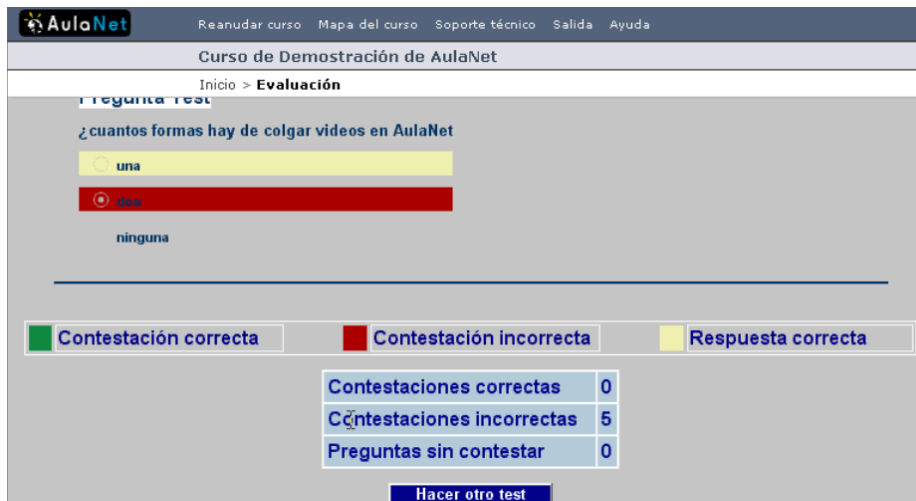 AulaNet
Reanudar curso Mapa del curso Soporte técnico Salida Ayuda
Curso de Demostración de AulaNet
Inicio > Evaluación
Pregunta Test
¿cuantos formas hay de colgar videos en AulaNet
una
dos
ninguna
Contestación correcta Contestación incorrecta Respuesta correcta
Contestaciones correctas 0
Contestaciones incorrectas 5
Preguntas sin contestar 0
Hacer otro test